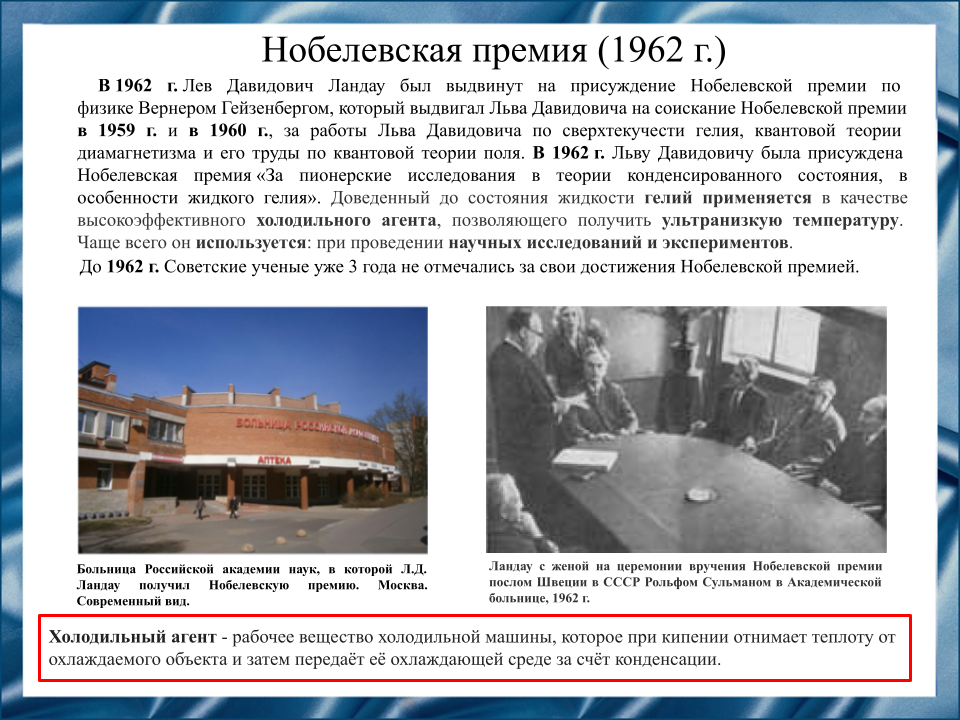 Нобелевская премия (1962 г.)
В 1962 г. Лев Давидович Ландау был выдвинут на присуждение Нобелевской премии по
физике Вернером Гейзенбергом, который выдвигал Льва Давидовича на соискание Нобелевской премии
в 1959 г. и в 1960 г., за работы Льва Давидовича по сверхтекучести гелия, квантовой теории
диамагнетизма и его труды по квантовой теории поля. В 1962 г. Льву Давидовичу была присуждена
Нобелевская премия «За пионерские исследования в теории конденсированного состояния, в
особенности жидкого гелия». Доведенный до состояния жидкости гелий применяется в качестве
высокоэффективного холодильного агента, позволяющего получить ультранизкую температуру.
Чаще всего он используется: при проведении научных исследований и экспериментов.
До 1962 г. Советские ученые уже 3 года не отмечались за свои достижения Нобелевской премией.
БОЛЬНИЦА РОССИЙСКОЙ
АПТЕКА
Больница Российской академии наук, в которой Л.Д.
Ландау получил Нобелевскую премию. Москва.
Современный вид.
Ландау с женой на церемонии вручения Нобелевской премии
послом Швеции в СССР Рольфом Сульманом в Академической
больнице, 1962 г.
Холодильный агент - рабочее вещество холодильной машины, которое при кипении отнимает теплоту от
охлаждаемого объекта и затем передаёт её охлаждающей среде за счёт конденсации.